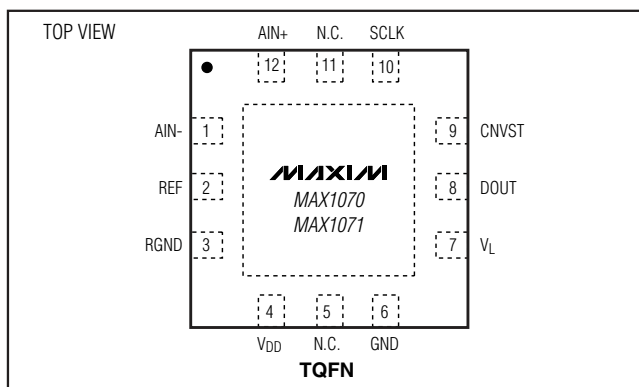 TOP VIEW
AIN+ N.C. SCLK
12 11 10
AIN- 1
9 CNVST
REF 2
8 DOUT
RGND 3
7 VL
MAXIM
MAX1070
MAX1071
4 5 6
VDD N.C. GND
TQFN